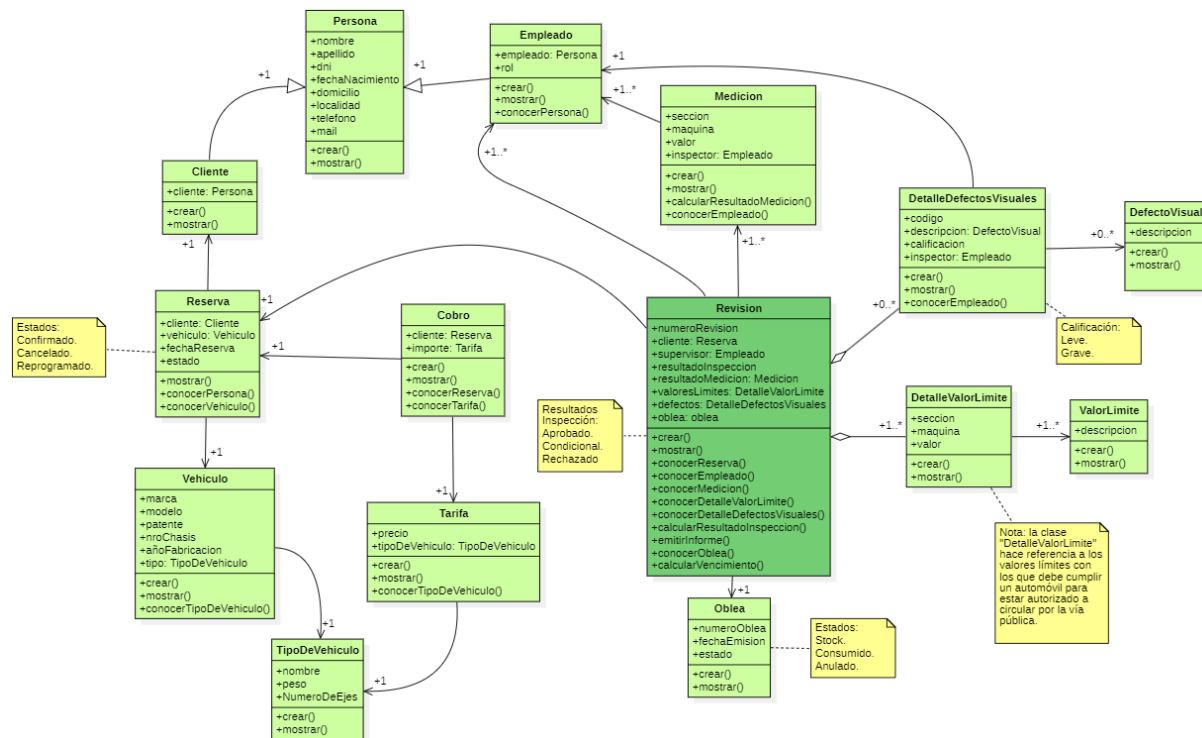 Persona
+nombre
+apellido
+dni
+fechaNacimiento
+domicilio
+localidad
+telefono
+mail
+crear()
+mostrar()
Empleado
+empleado: Persona
+rol
+crear()
+mostrar()
+conocerPersona()
+1
+1
+1
+1..*
+1..*
Medicion
+seccion
+maquina
+valor
+inspector: Empleado
+crear()
+mostrar()
+calcularResultadoMedicion()
+conocerEmpleado()
Cliente
+cliente: Persona
+crear()
+mostrar()
+1
DetalleDefectosVisuales
+codigo
+descripcion: DefectoVisual
+calificacion
+inspector: Empleado
+crear()
+mostrar()
+conocerEmpleado()
+0..*
DefectoVisual
+descripcion
+crear()
+mostrar()
+1..*
Estados:
Confirmado.
Cancelado.
Reprogramado.
Reserva
+cliente: Cliente
+vehiculo: Vehiculo
+fechaReserva
+estado
+mostrar()
+conocerPersona()
+conocerVehiculo()
+1
+1
+1
Cobro
+cliente: Reserva
+importe: Tarifa
+crear()
+mostrar()
+conocerReserva()
+conocerTarifa()
+1
Revision
+numeroRevision
+cliente: Reserva
+supervisor: Empleado
+resultadoInspeccion
+resultadoMedicion: Medicion
+valoresLimites: DetalleValorLimite
+defectos: DetalleDefectosVisuales
+oblea: oblea
+crear()
+mostrar()
+conocerReserva()
+conocerEmpleado()
+conocerMedicion()
+conocerDetalleValorLimite()
+conocerDetalleDefectosVisuales()
+calcularResultadoInspeccion()
+emitirInforme()
+conocerOblea()
+calcularVencimiento()
+0..*
Calificación:
Leve.
Grave.
Resultados
Inspección:
Aprobado.
Condicional.
Rechazado
+1..*
DetalleValorLimite
+seccion
+maquina
+valor
+crear()
+mostrar()
+1..*
ValorLimite
+descripcion
+crear()
+mostrar()
Vehiculo
+marca
+modelo
+patente
+nroChasis
+añoFabricacion
+tipo: TipoDeVehiculo
+crear()
+mostrar()
+conocerTipoDeVehiculo()
+1
Tarifa
+precio
+tipoDeVehiculo: TipoDeVehiculo
+crear()
+mostrar()
+conocerTipoDeVehiculo()
+1
Nota: la clase
"DetalleValorLimite"
hace referencia a los
valores límites con
los que debe cumplir
un automóvil para
estar autorizado a
circular por la vía
pública.
+1
Oblea
+numeroOblea
+fechaEmision
+estado
+crear()
+mostrar()
Estados:
Stock.
Consumido.
Anulado.
TipoDeVehiculo
+nombre
+peso
+NumeroDeEjes
+crear()
+mostrar()